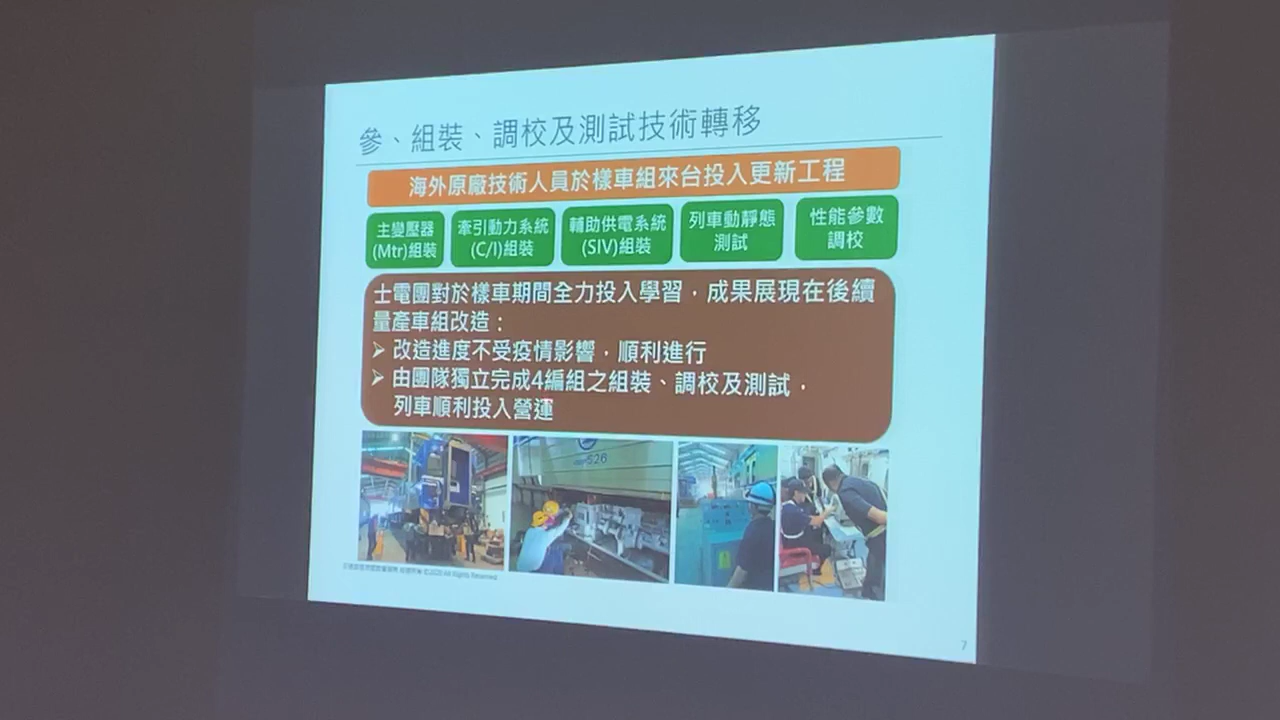 參、組裝、調校及測試技術轉移
海外原廠技術人員於樣車組來台投入更新工程
主變壓器
(Mtr)組裝
牽引動力系統
(C/I)組裝
輔助供電系統
(SIV)組裝
列車動靜態
測試
性能參數
調校
士電團對於樣車期間全力投入學習，成果展現在後續
量產車組改造：
➢ 改造進度不受疫情影響，順利進行
➢ 由團隊獨立完成4編組之組裝、調校及測試，
列車順利投入營運
526
©2020 All Rights Reserved
7